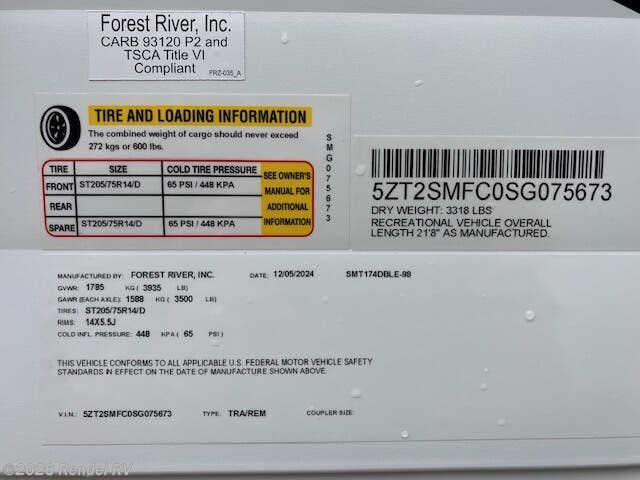 Forest River, Inc.
CARB 93120 P2 and
TSCA Title VI
Compliant
FRZ-035_A
TIRE AND LOADING INFORMATION
The combined weight of cargo should never exceed
272 kgs or 600 lbs.
TIRE SIZE COLD TIRE PRESSURE SEE OWNER'S MANUAL FOR ADDITIONAL INFORMATION
FRONT ST205/75R14/D 65 PSI / 448 KPA
REAR
SPARE ST205/75R14/D 65 PSI / 448 KPA
SMG075673
5ZT2SMFC0SG075673
DRY WEIGHT: 3318 LBS
RECREATIONAL VEHICLE OVERALL
LENGTH 21'8" AS MANUFACTURED.
MANUFACTURED BY: FOREST RIVER, INC. DATE: 12/05/2024 SMT174DBLE-98
GVWR: 1785 KG ( 3935 LB)
GAWR (EACH AXLE): 1588 KG ( 3500 LB)
TIRES: ST205/75R14/D
RIMS: 14X5.5J
COLD INFL. PRESSURE: 448 KPA ( 65 PSI )
THIS VEHICLE CONFORMS TO ALL APPLICABLE U.S. FEDERAL MOTOR VEHICLE SAFETY
STANDARDS IN EFFECT ON THE DATE OF MANUFACTURE SHOWN ABOVE.
V.I.N.: 5ZT2SMFC0SG075673 TYPE: TRA/REM COUPLER SIZE:
©2026 Rendel RV